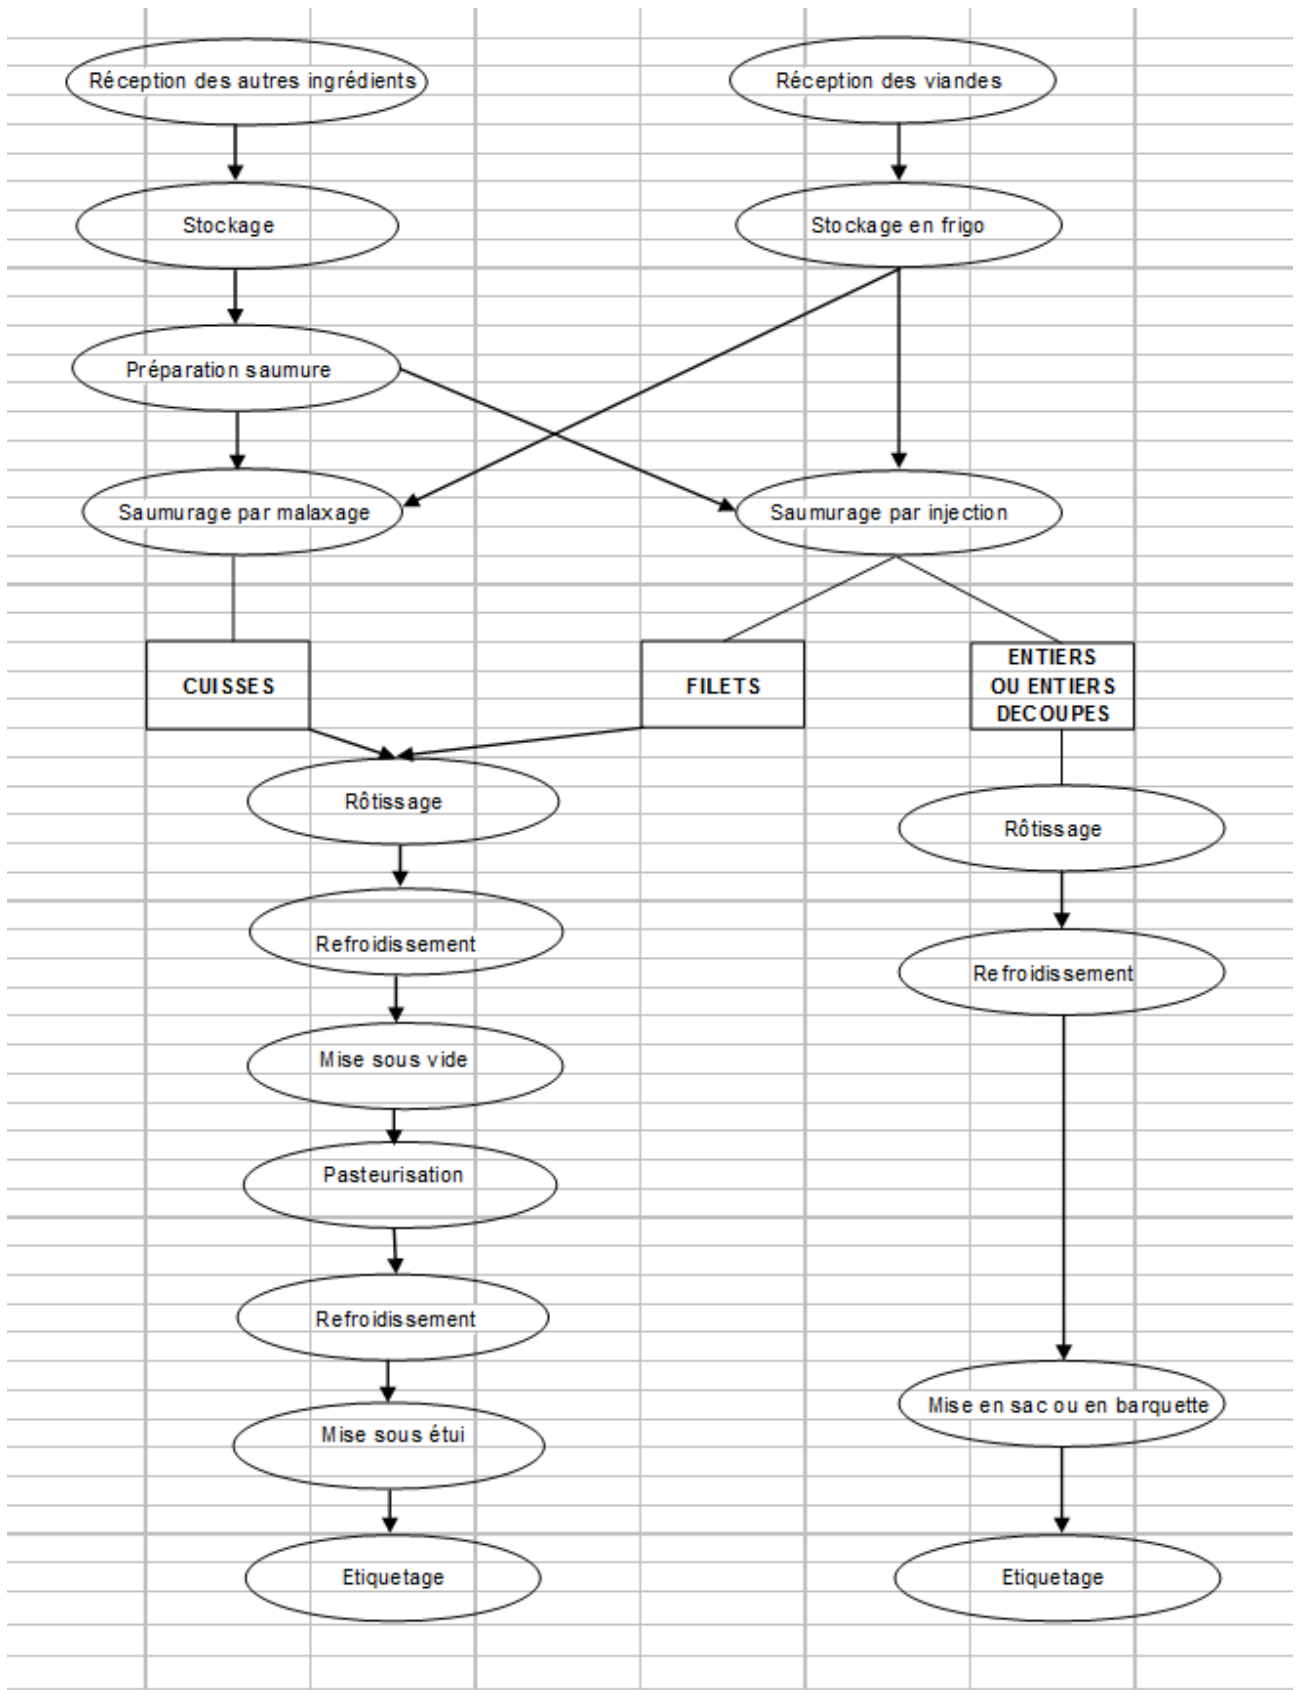 Réception des autres ingrédients
Réception des viandes
Stockage
Stockage en frigo
Préparation saumure
Saumurage par malaxage
Saumurage par injection
CUISSES
FILETS
ENTIERS
OU ENTIERS
DECOUPES
Rôtissage
Rôtissage
Refroidissement
Refroidissement
Mise sous vide
Pasteurisation
Refroidissement
Mise en sac ou en barquette
Mise sous étui
Etiquetage
Etiquetage